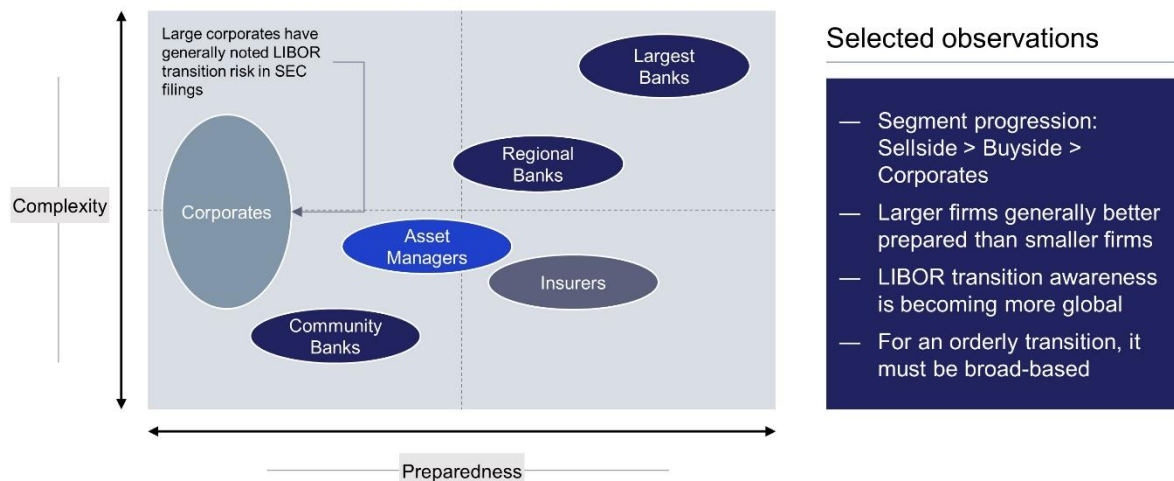 Large corporates have
generally noted LIBOR
transition risk in SEC
filings
Largest
Banks
Regional
Banks
Corporates
Asset
Managers
Insurers
Community
Banks
Complexity
Preparedness
Selected observations
— Segment progression:
Sellside > Buyside >
Corporates
— Larger firms generally better
prepared than smaller firms
— LIBOR transition awareness
is becoming more global
— For an orderly transition, it
must be broad-based